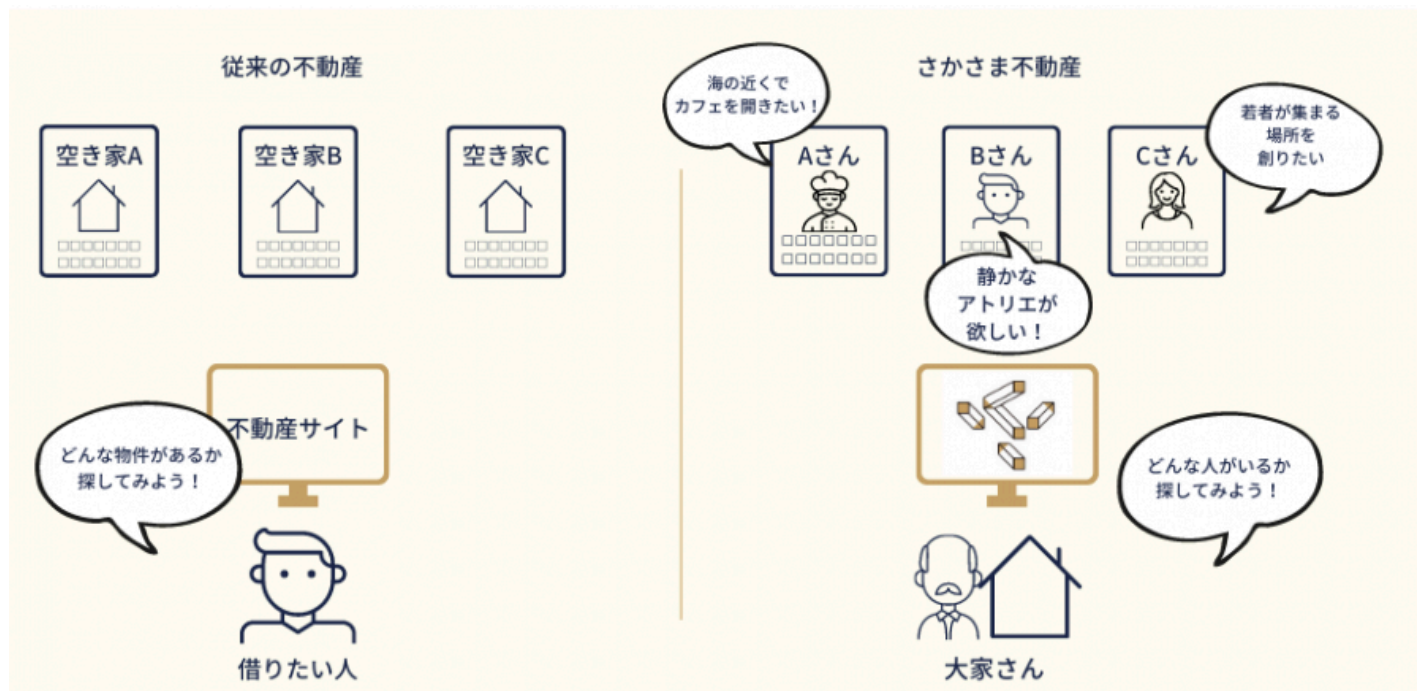 従来の不動産
空き家A
空き家B
空き家C
不動産サイト
どんな物件があるか
探してみよう！
借りたい人
さかさま不動産
海の近くで
カフェを開きたい！
Aさん
Bさん
Cさん
若者が集まる
場所を
創りたい
静かな
アトリエが
欲しい！
どんな人がいるか
探してみよう！
大家さん